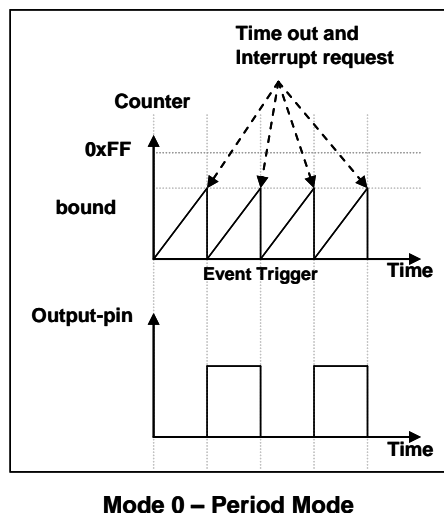 Time out and
Interrupt request
Counter
0xFF
bound
Event Trigger
Time
Output-pin
Time
Mode 0 – Period Mode